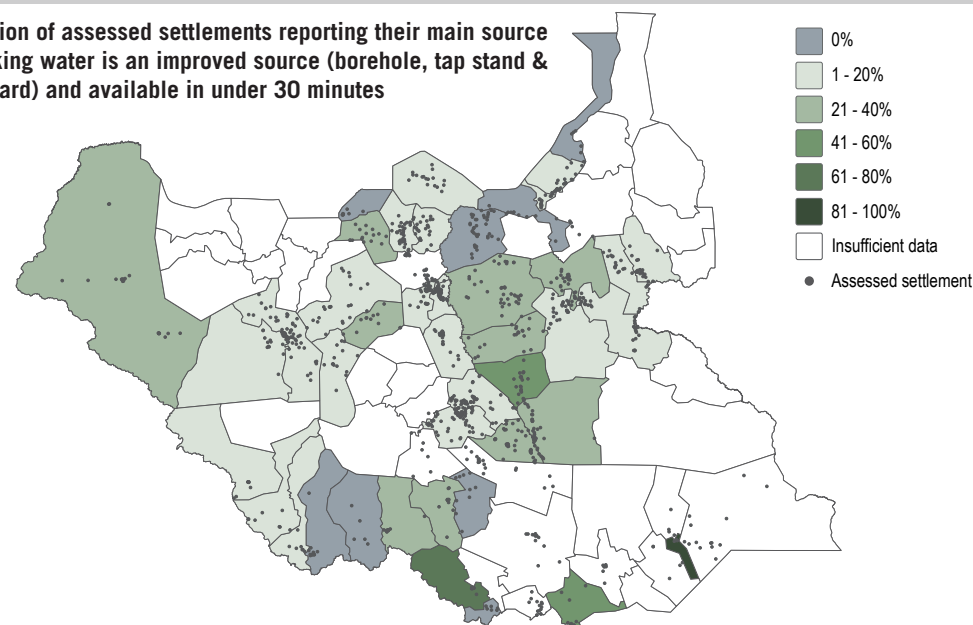 ion of assessed settlements reporting their main source
king water is an improved source (borehole, tap stand &
ard) and available in under 30 minutes
0%
1 - 20%
21 - 40%
41 - 60%
61 - 80%
81 - 100%
Insufficient data
Assessed settlement